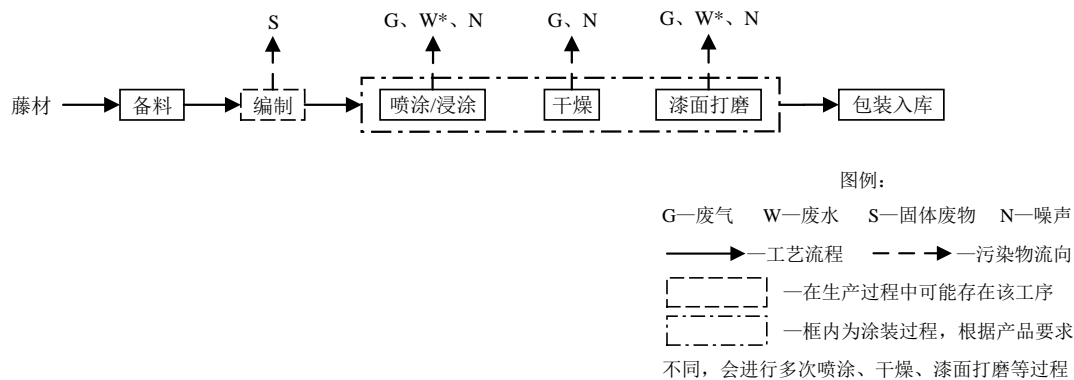 S
G、W*、N
G、N
G、W*、N
藤材
备料
编制
喷涂/浸涂
干燥
漆面打磨
包装入库
图例：
G—废气 W—废水 S—固体废物 N—噪声
—工艺流程 —污染物流向
—在生产过程中可能存在该工序
—框内为涂装过程，根据产品要求
不同，会进行多次喷涂、干燥、漆面打磨等过程